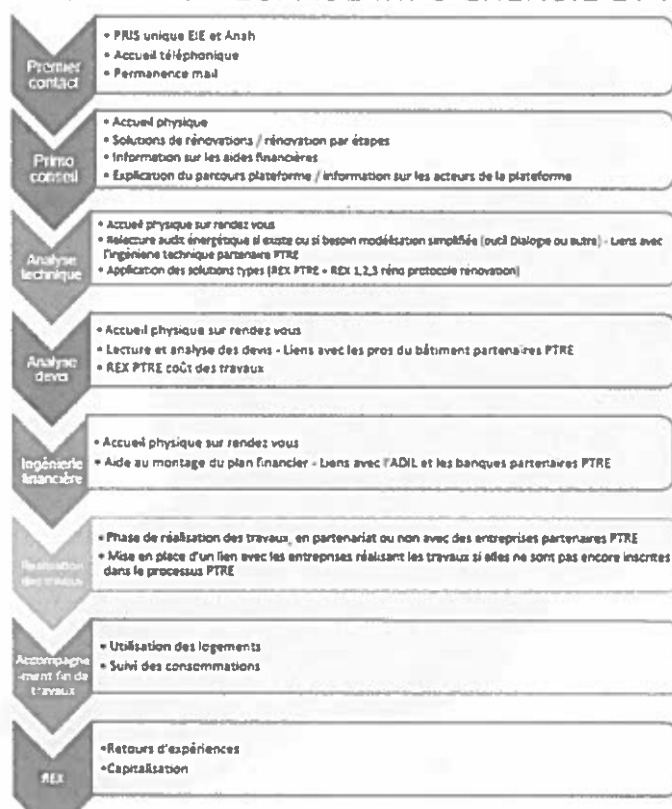 Premier
contact
• PRIS unique EIE et Anah
• Accueil téléphonique
• Permanence mail
Primo
conseil
• Accueil physique
• Solutions de rénovations / rénovation par étapes
• Information sur les aides financières
• Explication du parcours plateforme / information sur les acteurs de la plateforme
Analyse
technique
• Accueil physique sur rendez vous
• Relecture audit énergétique si existe ou si besoin modélisation simplifiée (outil Dialogie ou autre) - Liens avec
l'ingénierie technique partenaire PTRE
• Application des solutions types (REX PTRE + REX 1,2,3 réno protocole rénovation)
Analyse
devis
• Accueil physique sur rendez vous
• Lecture et analyse des devis - Liens avec les pros du bâtiment partenaires PTRE
• REX PTRE coût des travaux
Ingénierie
financière
• Accueil physique sur rendez vous
• Aide au montage du plan financier - Liens avec l'ADIL et les banques partenaires PTRE
Réalisation
des travaux
• Phase de réalisation des travaux, en partenariat ou non avec des entreprises partenaires PTRE
• Mise en place d'un lien avec les entreprises réalisant les travaux si elles ne sont pas encore inscrites
dans le processus PTRE
Accompagne
-ment fin de
travaux
• Utilisation des logements
• Suivi des consommations
REX
•Retours d'expériences
•Capitalisation